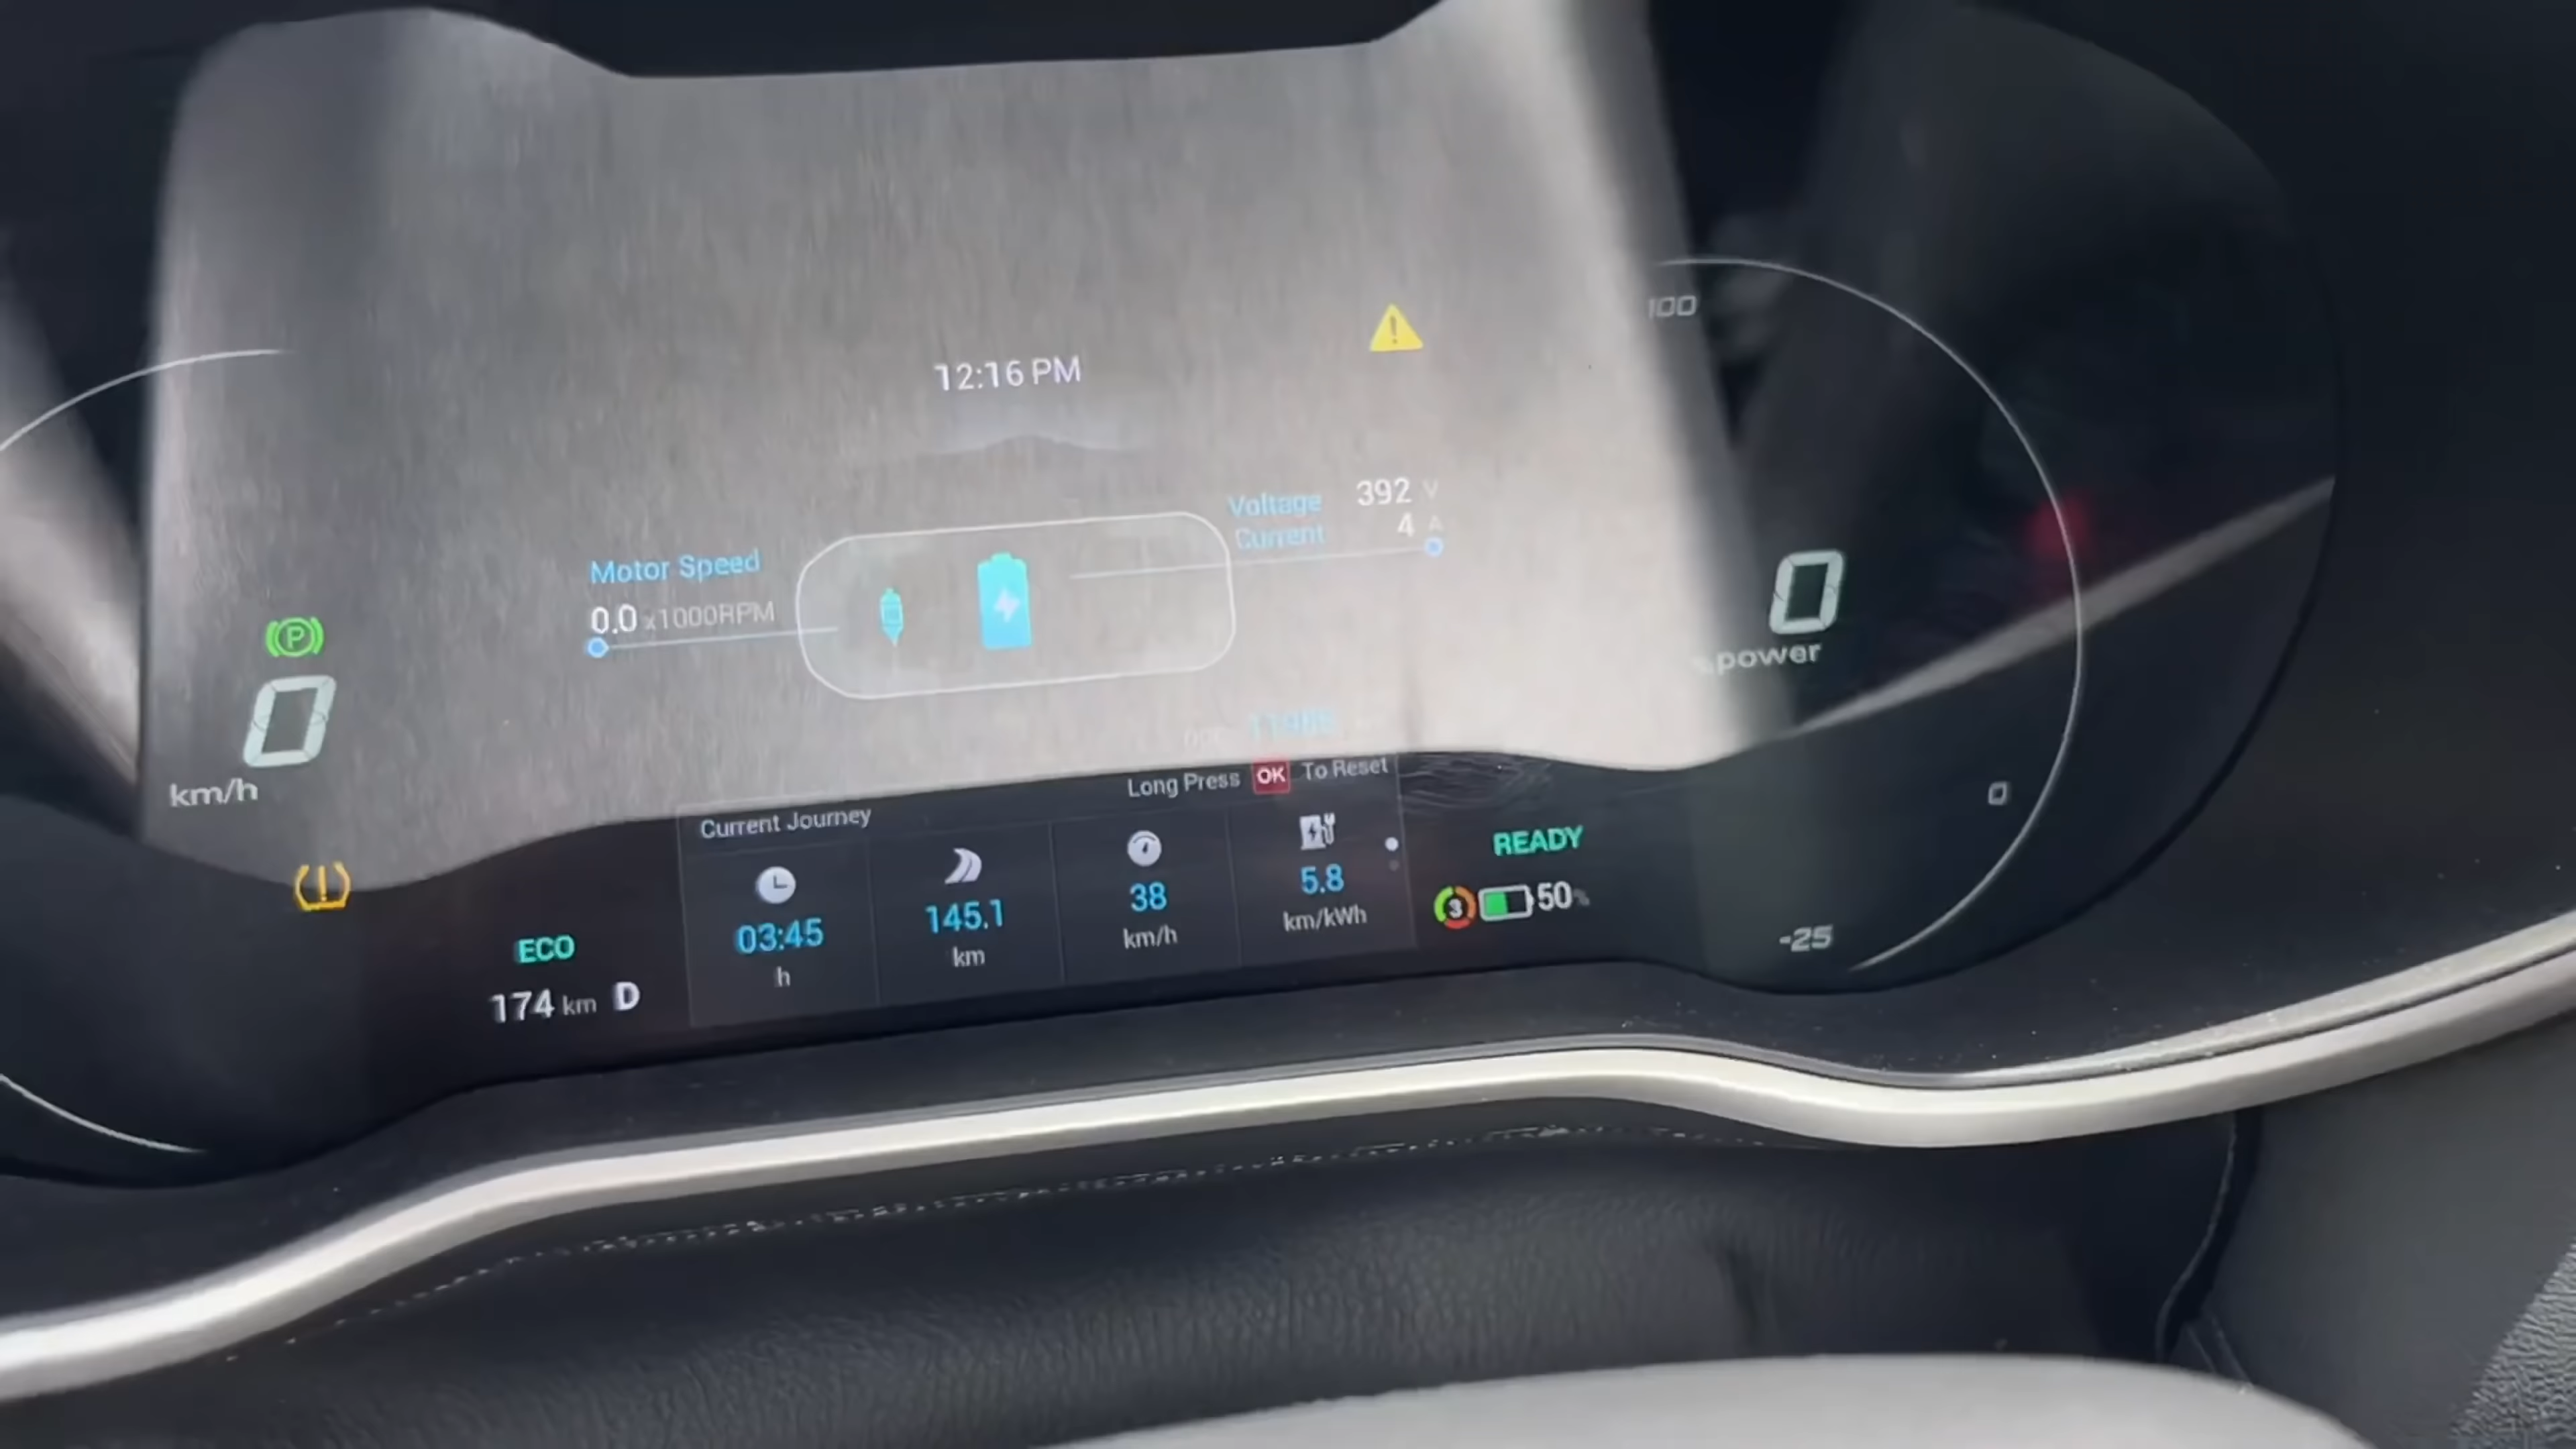 12:16 PM
100
Voltage 392 V
Current 4 A
Motor Speed
0.0 x1000RPM
P
0
km/h
0
power
Long Press OK To Reset
Current Journey
0
READY
3 50%
03:45
h
145.1
km
38
km/h
5.8
km/kWh
-25
ECO
174 km D